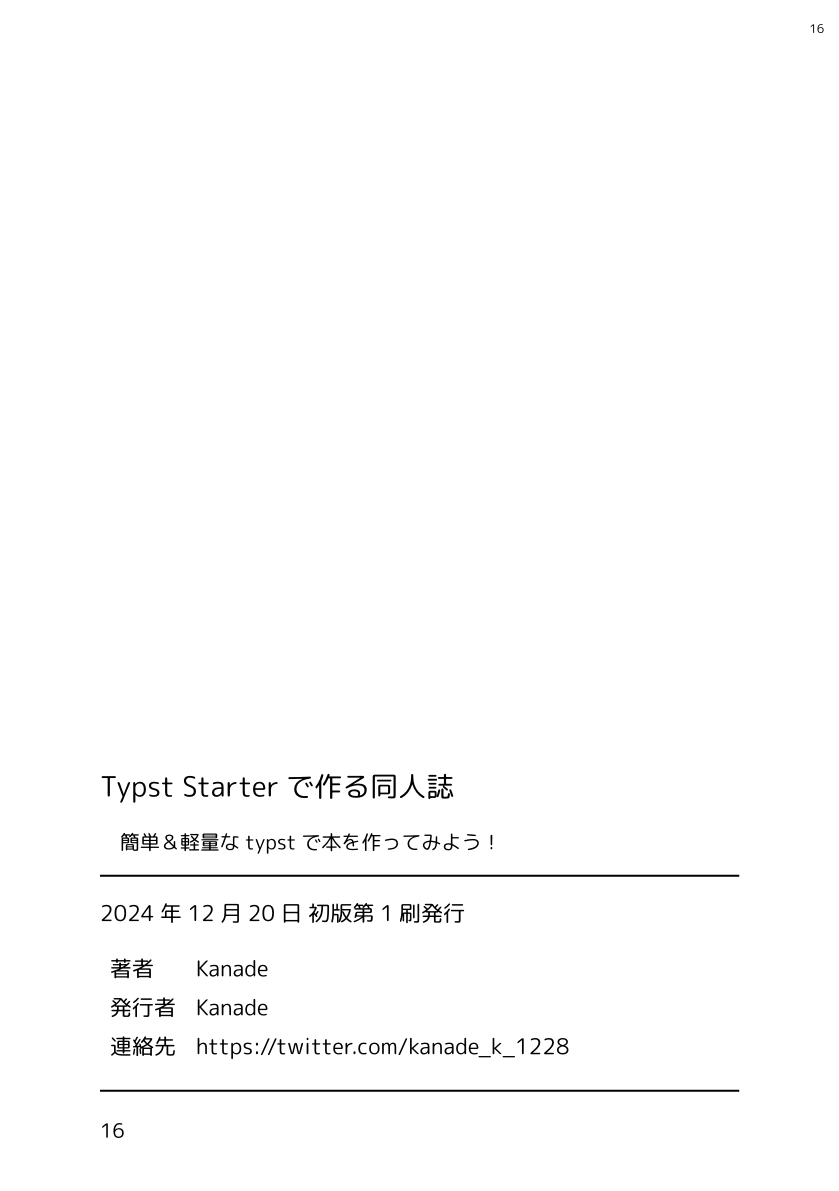 16
Typst Starter で作る同人誌
簡単＆軽量な typst で本を作ってみよう！
2024 年 12 月 20 日 初版第 1 刷発行
著者 Kanade
発行者 Kanade
連絡先 https://twitter.com/kanade_k_1228
16